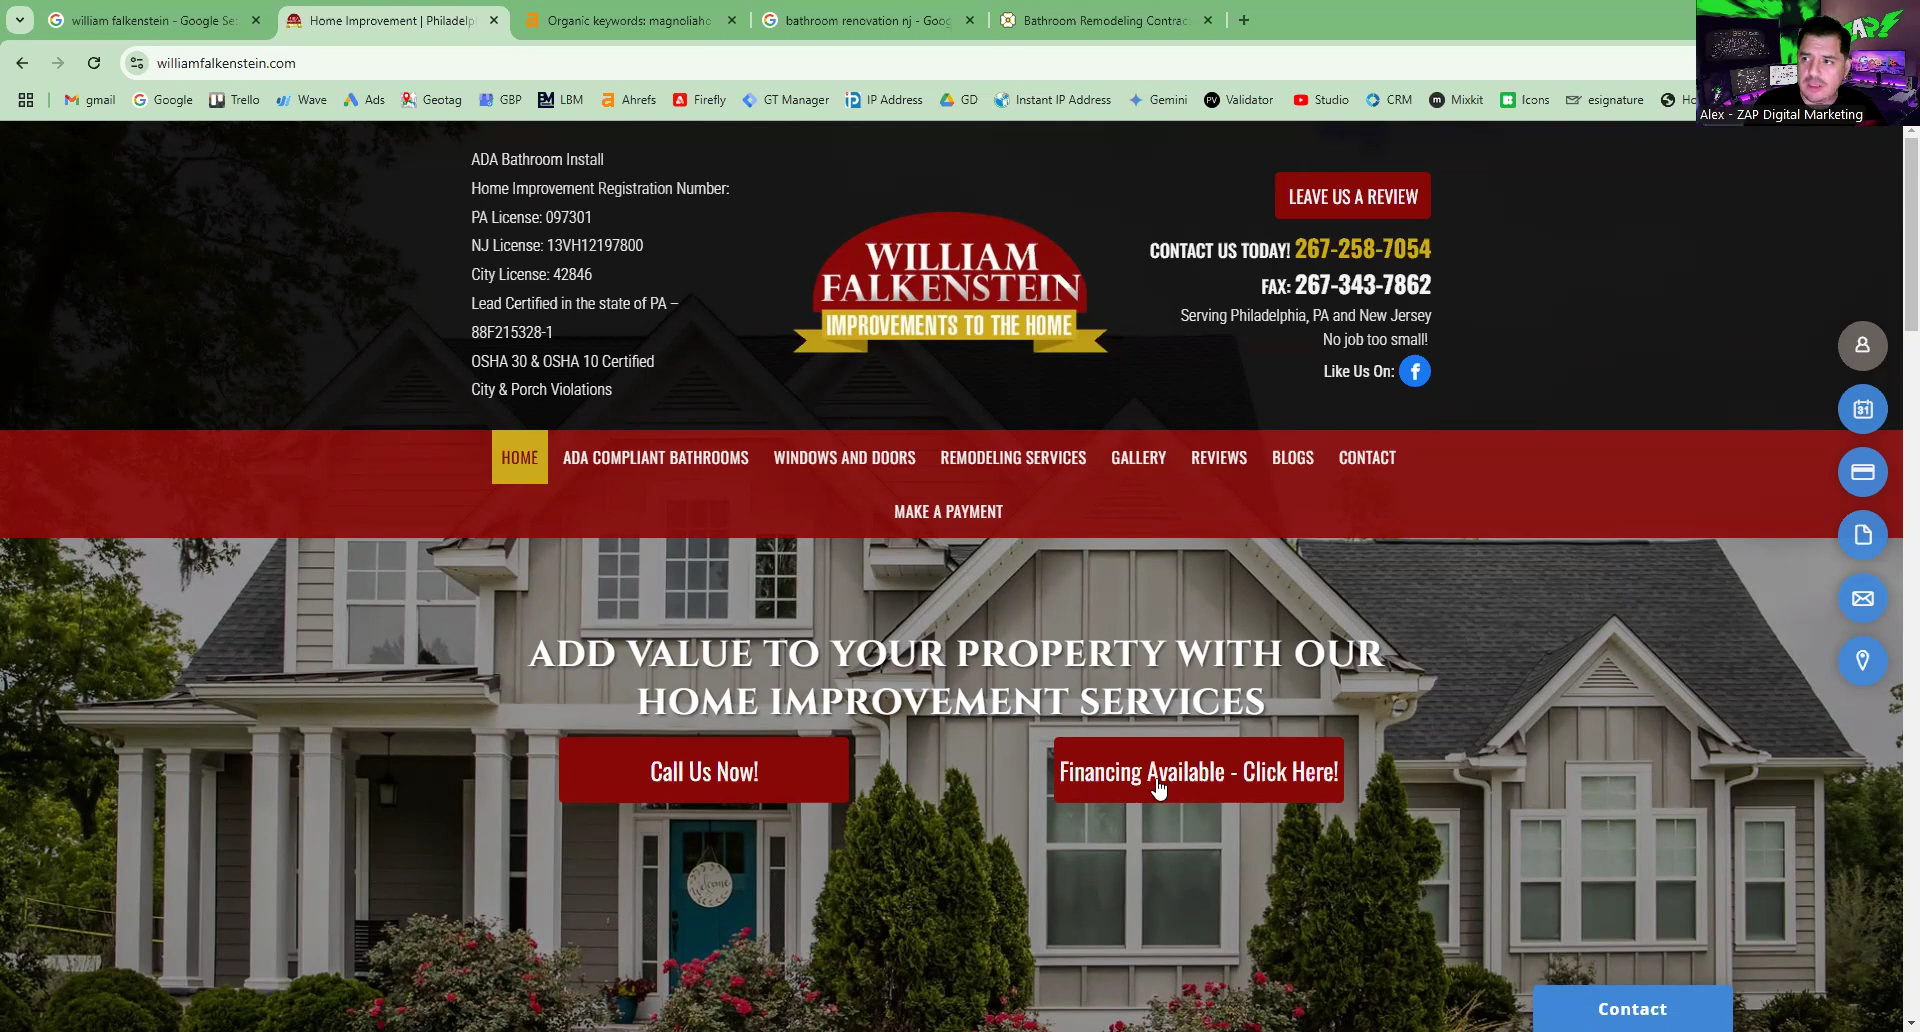 william falkenstein - Google Se
Home Improvement | Philadelp
Organic keywords: magnoliaho
bathroom renovation nj - Goog
Bathroom Remodeling Contrac
williamfalkenstein.com
gmail
Google
Trello
Wave
Ads
Geotag
GBP
LBM
Ahrefs
Firefly
GT Manager
IP Address
GD
Instant IP Address
Gemini
Validator
Studio
CRM
Mixkit
Icons
esignature
Ho
Alex - ZAP Digital Marketing
ADA Bathroom Install
Home Improvement Registration Number:
PA License: 097301
NJ License: 13VH12197800
City License: 42846
Lead Certified in the state of PA –
88F215328-1
OSHA 30 & OSHA 10 Certified
City & Porch Violations
WILLIAM
FALKENSTEIN
IMPROVEMENTS TO THE HOME
LEAVE US A REVIEW
CONTACT US TODAY! 267-258-7054
FAX: 267-343-7862
Serving Philadelphia, PA and New Jersey
No job too small!
Like Us On:
HOME
ADA COMPLIANT BATHROOMS
WINDOWS AND DOORS
REMODELING SERVICES
GALLERY
REVIEWS
BLOGS
CONTACT
MAKE A PAYMENT
31
ADD VALUE TO YOUR PROPERTY WITH OUR
HOME IMPROVEMENT SERVICES
Call Us Now!
Financing Available - Click Here!
Welcome
Contact